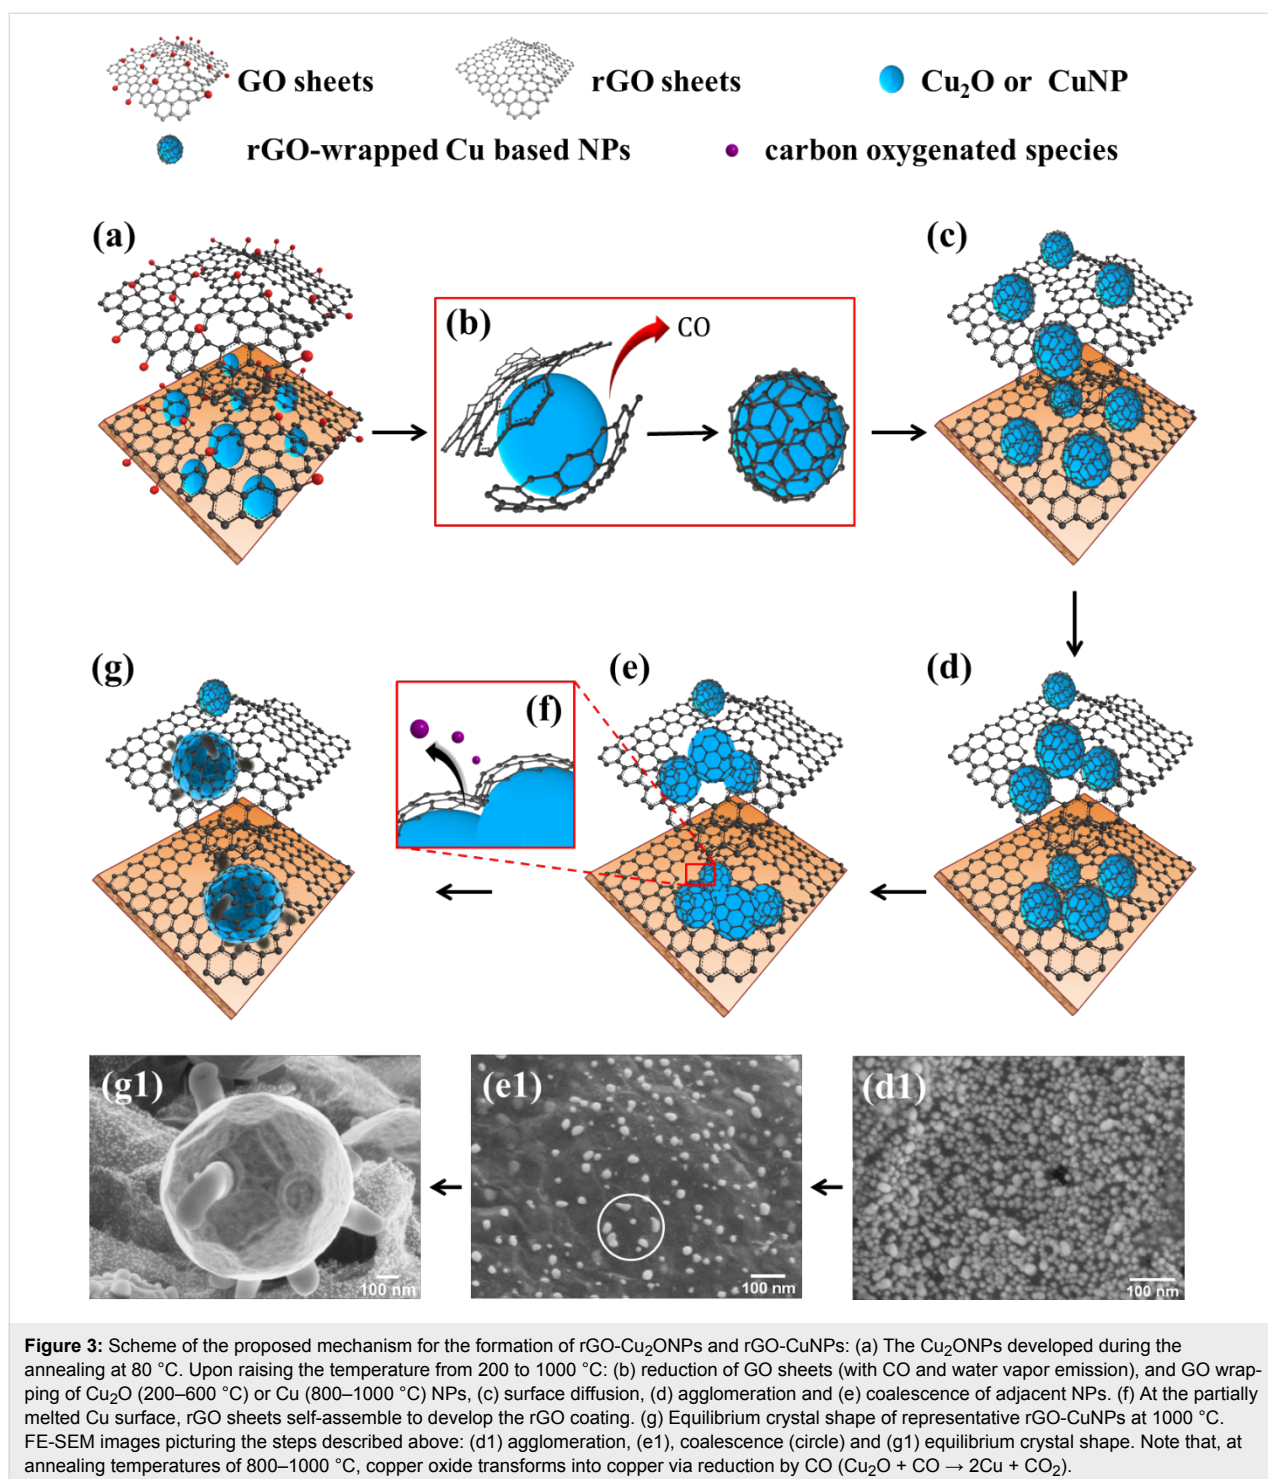 GO sheets
rGO sheets
Cu₂O or CuNP
rGO-wrapped Cu based NPs
carbon oxygenated species
(a)
(b)
CO
(c)
(g)
(f)
(e)
(d)
(g1)
100 nm
(e1)
100 nm
(d1)
100 nm
Figure 3: Scheme of the proposed mechanism for the formation of rGO-Cu₂ONPs and rGO-CuNPs: (a) The Cu₂ONPs developed during the
annealing at 80 °C. Upon raising the temperature from 200 to 1000 °C: (b) reduction of GO sheets (with CO and water vapor emission), and GO wrap-
ping of Cu₂O (200–600 °C) or Cu (800–1000 °C) NPs, (c) surface diffusion, (d) agglomeration and (e) coalescence of adjacent NPs. (f) At the partially
melted Cu surface, rGO sheets self-assemble to develop the rGO coating. (g) Equilibrium crystal shape of representative rGO-CuNPs at 1000 °C.
FE-SEM images picturing the steps described above: (d1) agglomeration, (e1), coalescence (circle) and (g1) equilibrium crystal shape. Note that, at
annealing temperatures of 800–1000 °C, copper oxide transforms into copper via reduction by CO (Cu₂O + CO → 2Cu + CO₂).